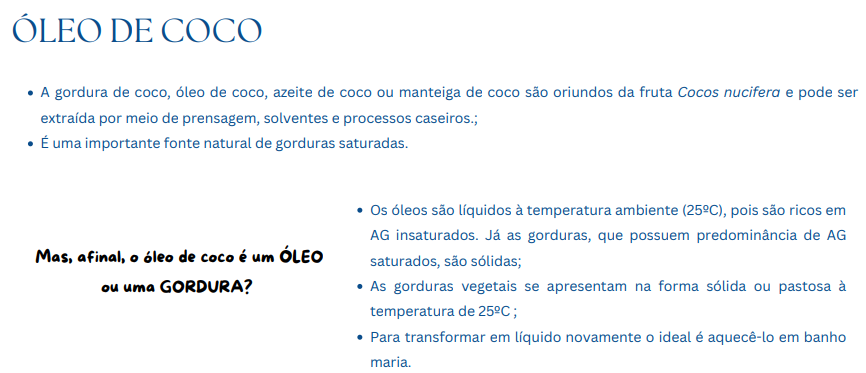 ÓLEO DE COCO
• A gordura de coco, óleo de coco, azeite de coco ou manteiga de coco são oriundos da fruta Cocos nucifera e pode ser
extraída por meio de prensagem, solventes e processos caseiros.;
• É uma importante fonte natural de gorduras saturadas.
Mas, afinal, o óleo de coco é um ÓLEO
ou uma GORDURA?
• Os óleos são líquidos à temperatura ambiente (25ºC), pois são ricos em
AG insaturados. Já as gorduras, que possuem predominância de AG
saturados, são sólidas;
• As gorduras vegetais se apresentam na forma sólida ou pastosa à
temperatura de 25ºC ;
• Para transformar em líquido novamente o ideal é aquecê-lo em banho
maria.